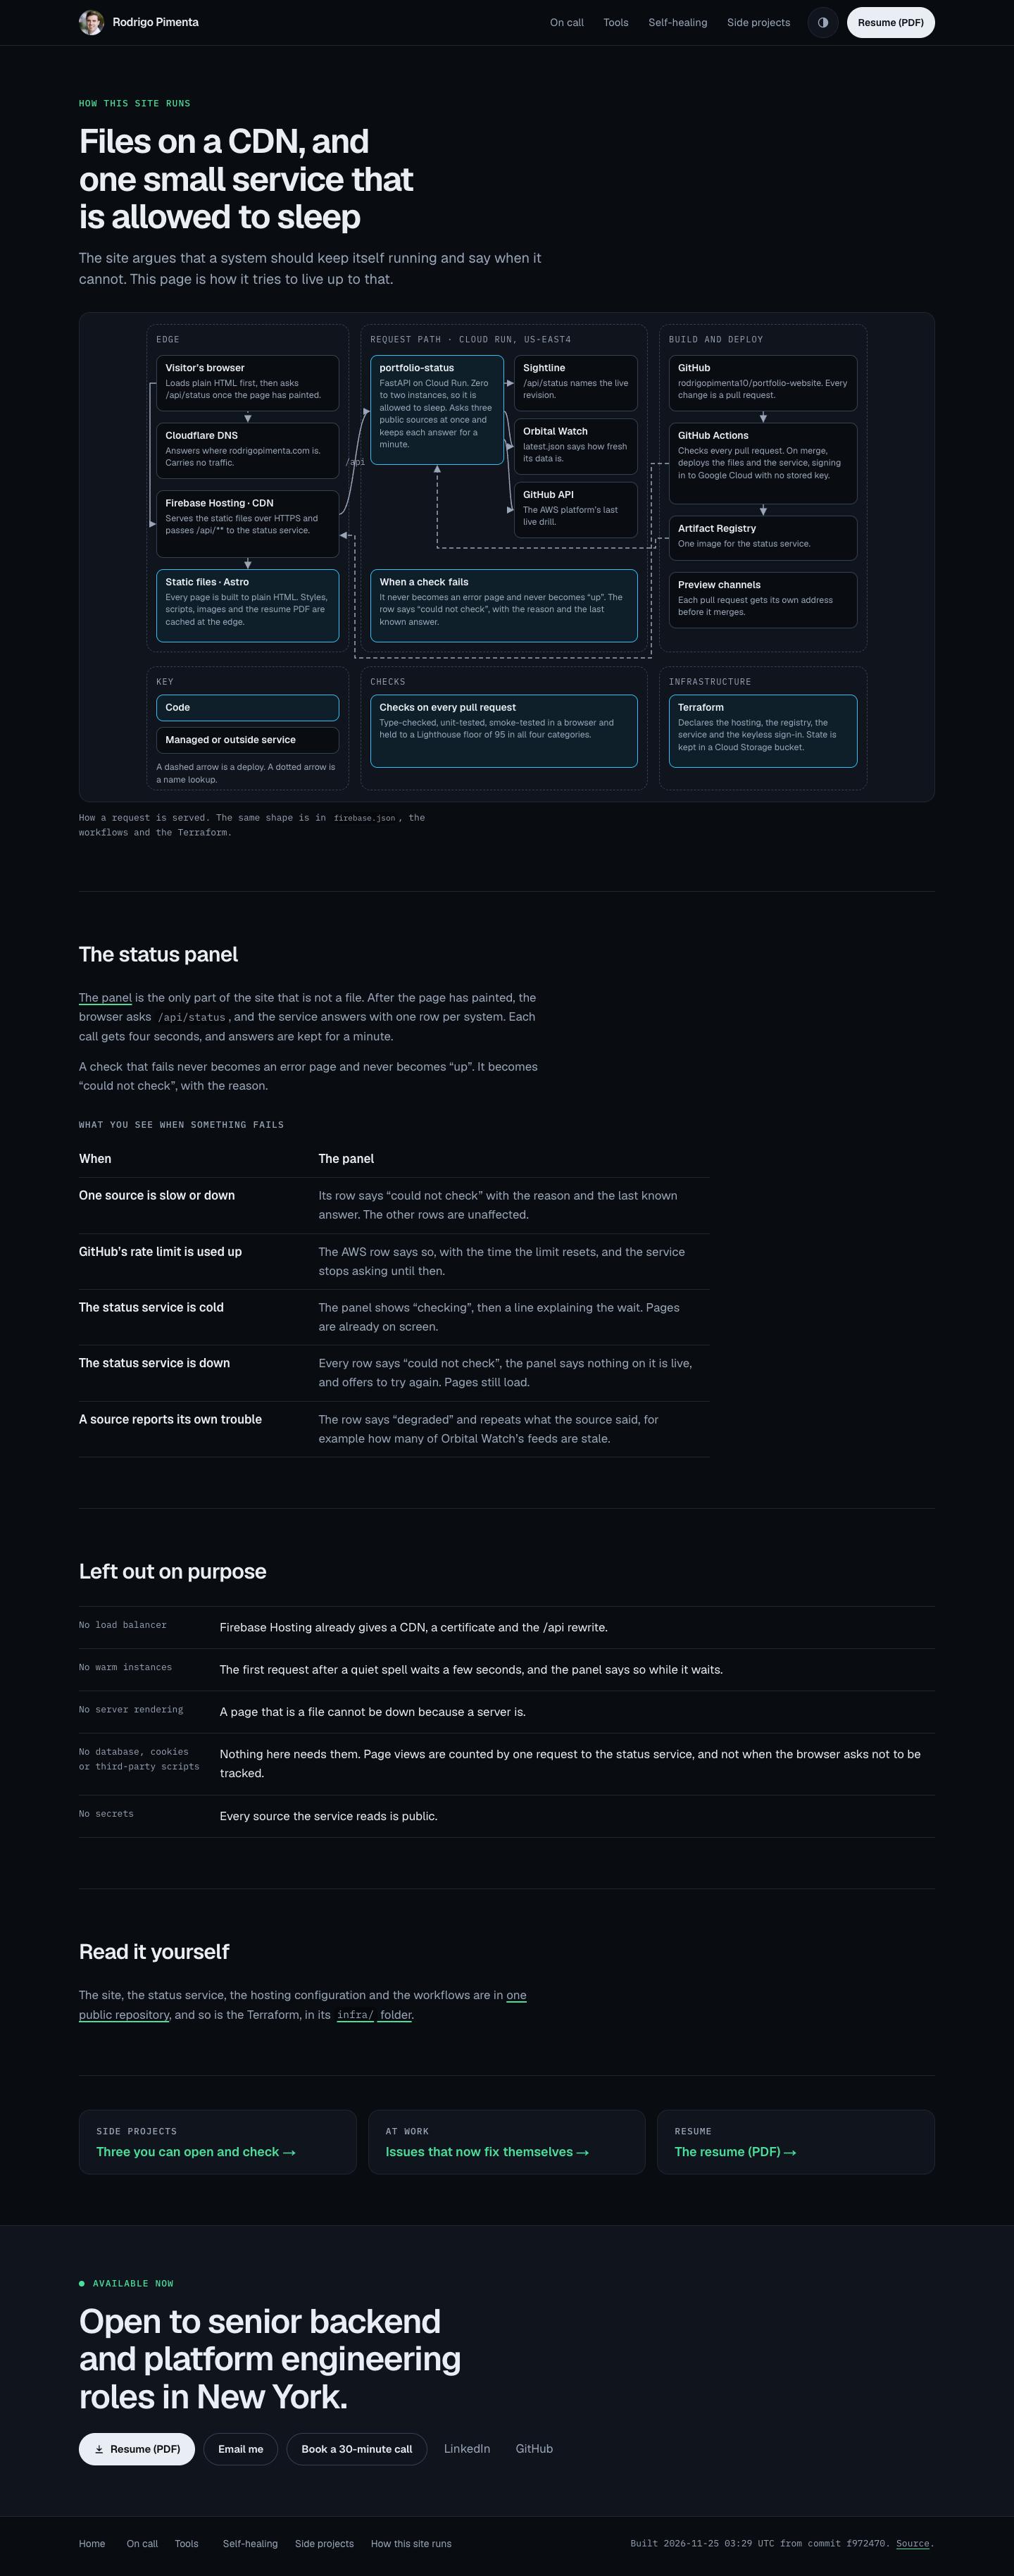 Rodrigo Pimenta
On call
Tools
Self-healing
Side projects
Resume (PDF)
HOW THIS SITE RUNS
Files on a CDN, and
one small service that
is allowed to sleep
The site argues that a system should keep itself running and say when it
cannot. This page is how it tries to live up to that.
EDGE
Visitor's browser
Loads plain HTML first, then asks
/api/status once the page has painted.
Cloudflare DNS
Answers where rodrigopimenta.com is.
Carries no traffic.
Firebase Hosting · CDN
Serves the static files over HTTPS and
passes /api/** to the status service.
Static files · Astro
Every page is built to plain HTML. Styles,
scripts, images and the resume PDF are
cached at the edge.
/api
REQUEST PATH · CLOUD RUN, US-EAST4
portfolio-status
FastAPI on Cloud Run. Zero
to two instances, so it is
allowed to sleep. Asks three
public sources at once and
keeps each answer for a
minute.
Sightline
/api/status names the live
revision.
Orbital Watch
latest.json says how fresh
its data is.
GitHub API
The AWS platform's last
live drill.
When a check fails
It never becomes an error page and never becomes “up”. The
row says “could not check”, with the reason and the last
known answer.
BUILD AND DEPLOY
GitHub
rodrigopimenta10/portfolio-website. Every
change is a pull request.
GitHub Actions
Checks every pull request. On merge,
deploys the files and the service, signing
in to Google Cloud with no stored key.
Artifact Registry
One image for the status service.
Preview channels
Each pull request gets its own address
before it merges.
KEY
Code
Managed or outside service
A dashed arrow is a deploy. A dotted arrow is
a name lookup.
CHECKS
Checks on every pull request
Type-checked, unit-tested, smoke-tested in a browser and
held to a Lighthouse floor of 95 in all four categories.
INFRASTRUCTURE
Terraform
Declares the hosting, the registry, the
service and the keyless sign-in. State is
kept in a Cloud Storage bucket.
How a request is served. The same shape is in firebase.json, the
workflows and the Terraform.
The status panel
The panel is the only part of the site that is not a file. After the page has painted, the
browser asks /api/status, and the service answers with one row per system. Each
call gets four seconds, and answers are kept for a minute.
A check that fails never becomes an error page and never becomes “up”. It becomes
“could not check”, with the reason.
WHAT YOU SEE WHEN SOMETHING FAILS
When
The panel
One source is slow or down
Its row says “could not check” with the reason and the last known
answer. The other rows are unaffected.
GitHub's rate limit is used up
The AWS row says so, with the time the limit resets, and the service
stops asking until then.
The status service is cold
The panel shows “checking”, then a line explaining the wait. Pages
are already on screen.
The status service is down
Every row says “could not check”, the panel says nothing on it is live,
and offers to try again. Pages still load.
A source reports its own trouble
The row says “degraded” and repeats what the source said, for
example how many of Orbital Watch's feeds are stale.
Left out on purpose
No load balancer
Firebase Hosting already gives a CDN, a certificate and the /api rewrite.
No warm instances
The first request after a quiet spell waits a few seconds, and the panel says so while it waits.
No server rendering
A page that is a file cannot be down because a server is.
No database, cookies
or third-party scripts
Nothing here needs them. Page views are counted by one request to the status service, and not when the browser asks not to be
tracked.
No secrets
Every source the service reads is public.
Read it yourself
The site, the status service, the hosting configuration and the workflows are in one
public repository, and so is the Terraform, in its infra/ folder.
SIDE PROJECTS
Three you can open and check →
AT WORK
Issues that now fix themselves →
RESUME
The resume (PDF) →
AVAILABLE NOW
Open to senior backend
and platform engineering
roles in New York.
Resume (PDF)
Email me
Book a 30-minute call
LinkedIn
GitHub
Home
On call
Tools
Self-healing
Side projects
How this site runs
Built 2026-11-25 03:29 UTC from commit f972470. Source.